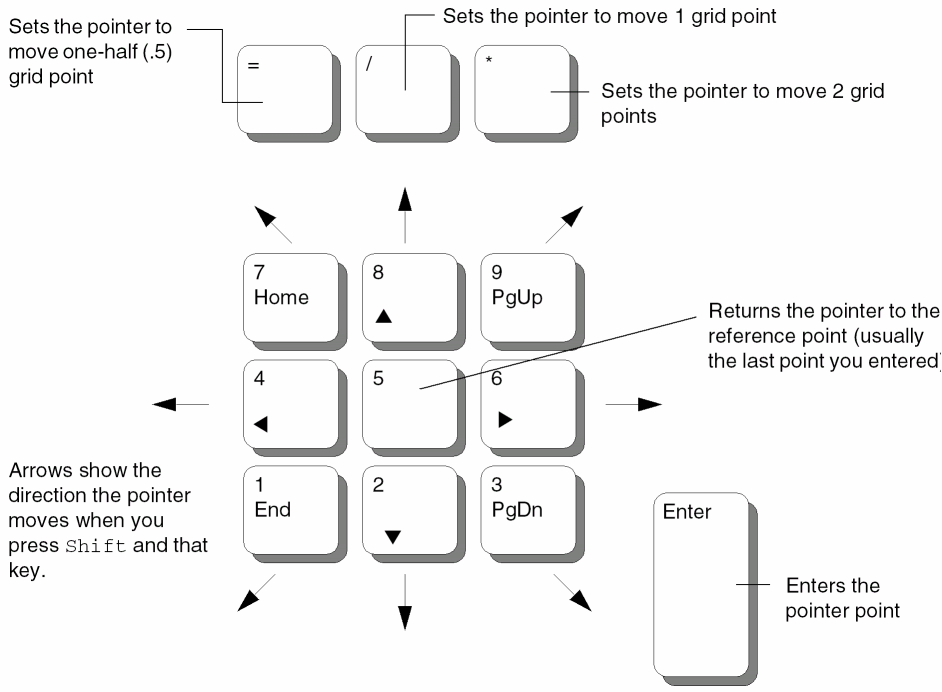 Sets the pointer to
move one-half (.5)
grid point
Sets the pointer to move 1 grid point
=
/
*
Sets the pointer to move 2 grid
points
7
Home
8
9
PgUp
Returns the pointer to the
reference point (usually
the last point you entered)
4
5
6
Arrows show the
direction the pointer
moves when you
press Shift and that
key.
1
End
2
3
PgDn
Enter
Enters the
pointer point